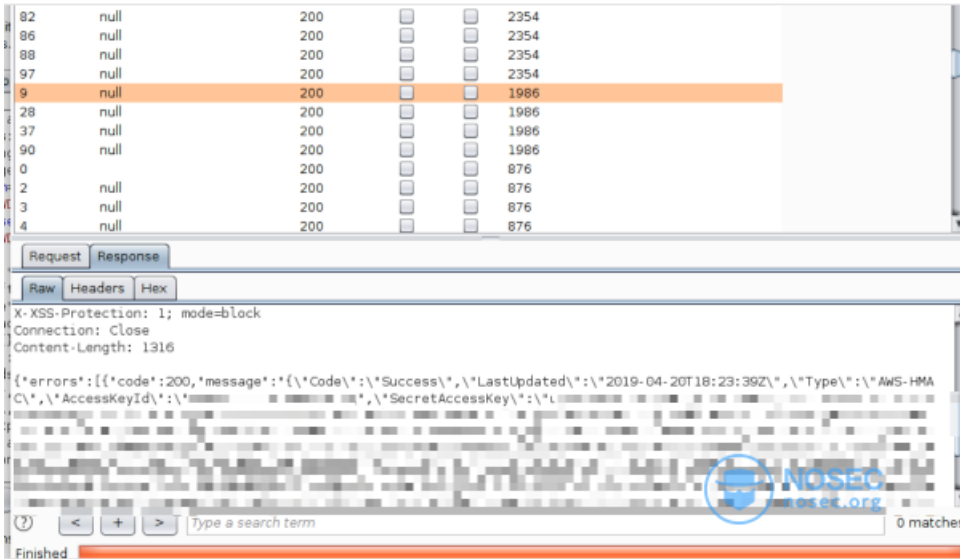 82 null 200 2354
86 null 200 2354
88 null 200 2354
97 null 200 2354
9 null 200 1986
28 null 200 1986
37 null 200 1986
90 null 200 1986
0 200 876
2 null 200 876
3 null 200 876
4 null 200 876
Request Response
Raw Headers Hex
X-XSS-Protection: 1; mode=block
Connection: Close
Content-Length: 1316
{"errors":[{"code":200,"message":"{\"Code\":\"Success\",\"LastUpdated\":\"2019-04-20T18:23:39Z\",\"Type\":\"AWS-HMA
C\",\"AccessKeyId\":\" \",\"SecretAccessKey\":\"
NOSEC
nosec.org
? < + > Type a search term 0 matches
Finished